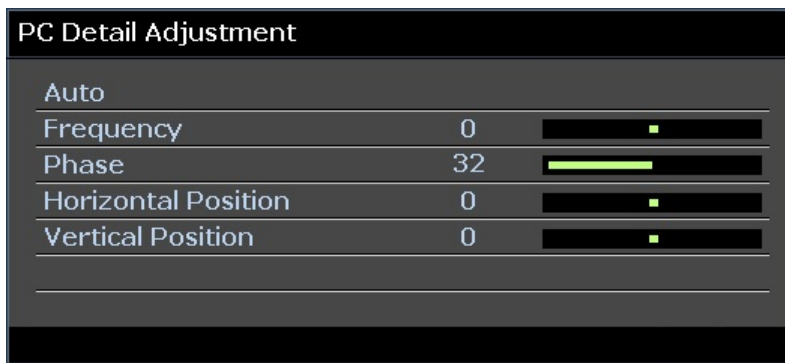 PC Detail Adjustment
Auto
Frequency 0
Phase 32
Horizontal Position 0
Vertical Position 0